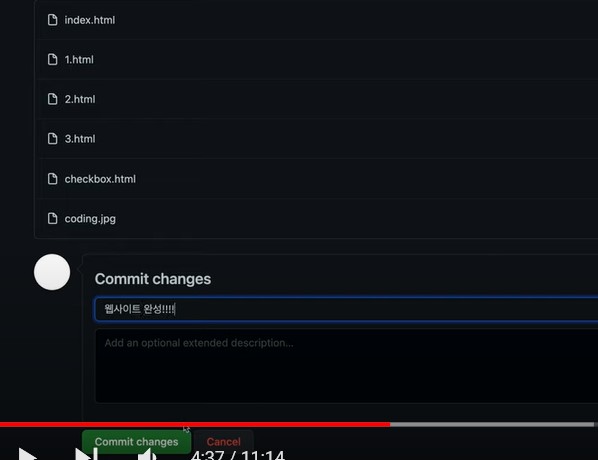 index.html
1.html
2.html
3.html
checkbox.html
coding.jpg
Commit changes
웹사이트 완성!!!!
Add an optional extended description...
Commit changes
Cancel
4:37 / 11:14